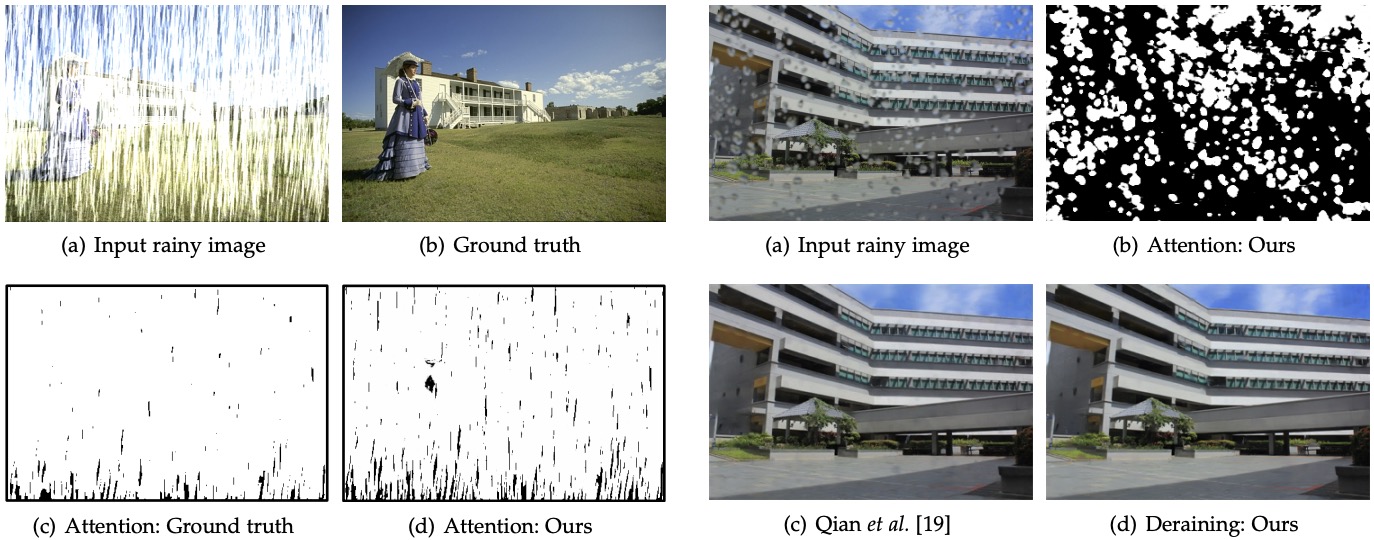 (a) Input rainy image
(b) Ground truth
(c) Attention: Ground truth
(d) Attention: Ours
(a) Input rainy image
(b) Attention: Ours
(c) Qian et al. [19]
(d) Deraining: Ours